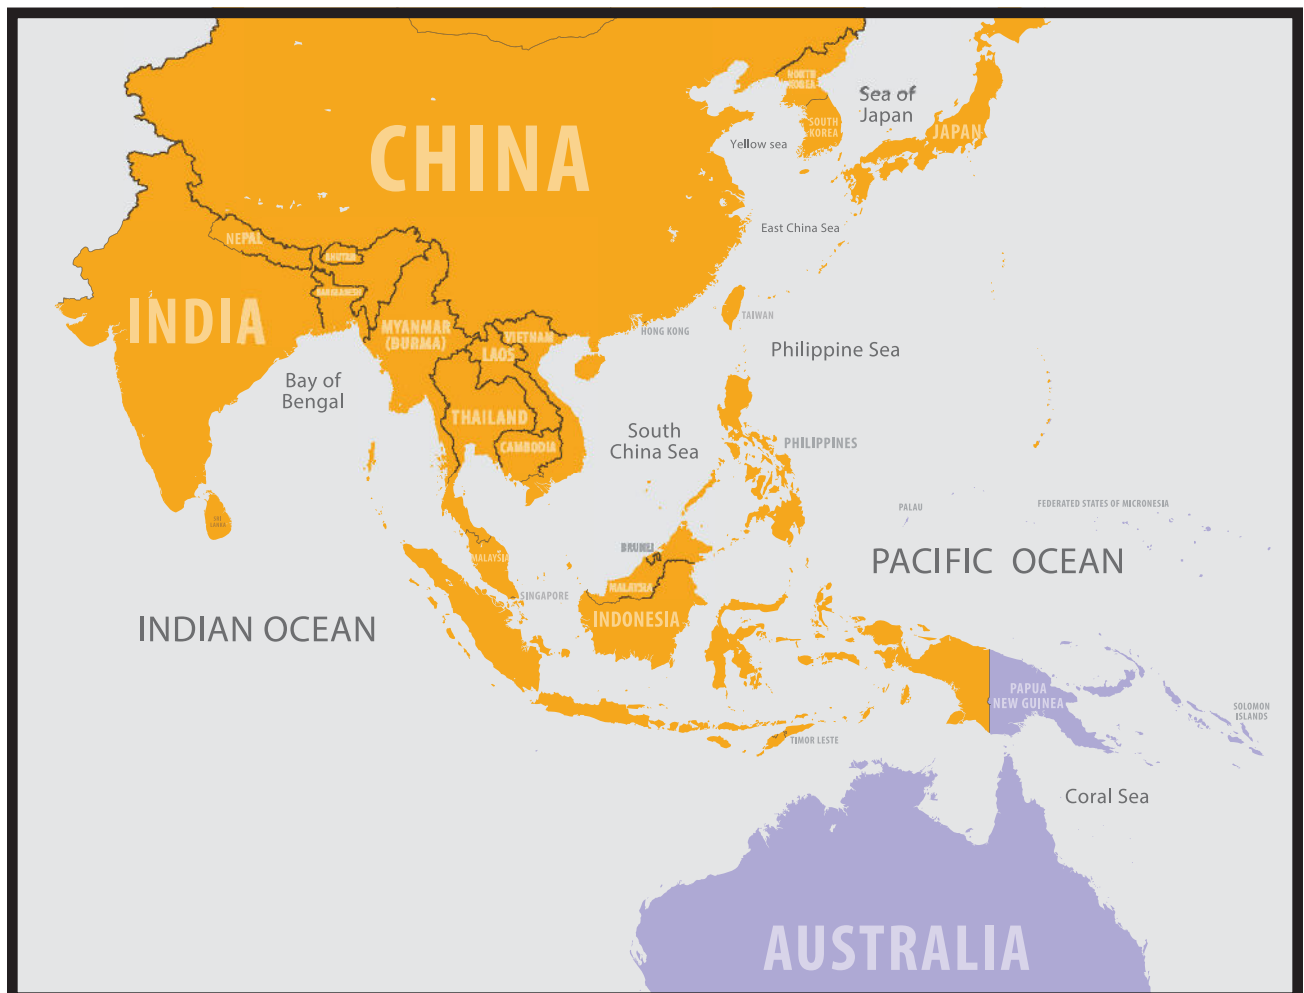 NORTH
KOREA
Sea of
Japan
SOUTH
KOREA
JAPAN
CHINA
Yellow sea
East China Sea
NEPAL
BHUTAN
BANGLADESH
INDIA
MYANMAR
(BURMA)
VIETNAM
LAOS
HONG KONG
TAIWAN
Philippine Sea
Bay of
Bengal
THAILAND
CAMBODIA
South
China Sea
PHILIPPINES
SRI
LANKA
PALAU
FEDERATED STATES OF MICRONESIA
BRUNEI
MALAYSIA
MALAYSIA
PACIFIC OCEAN
SINGAPORE
INDONESIA
INDIAN OCEAN
PAPUA
NEW GUINEA
SOLOMON
ISLANDS
TIMOR LESTE
Coral Sea
AUSTRALIA